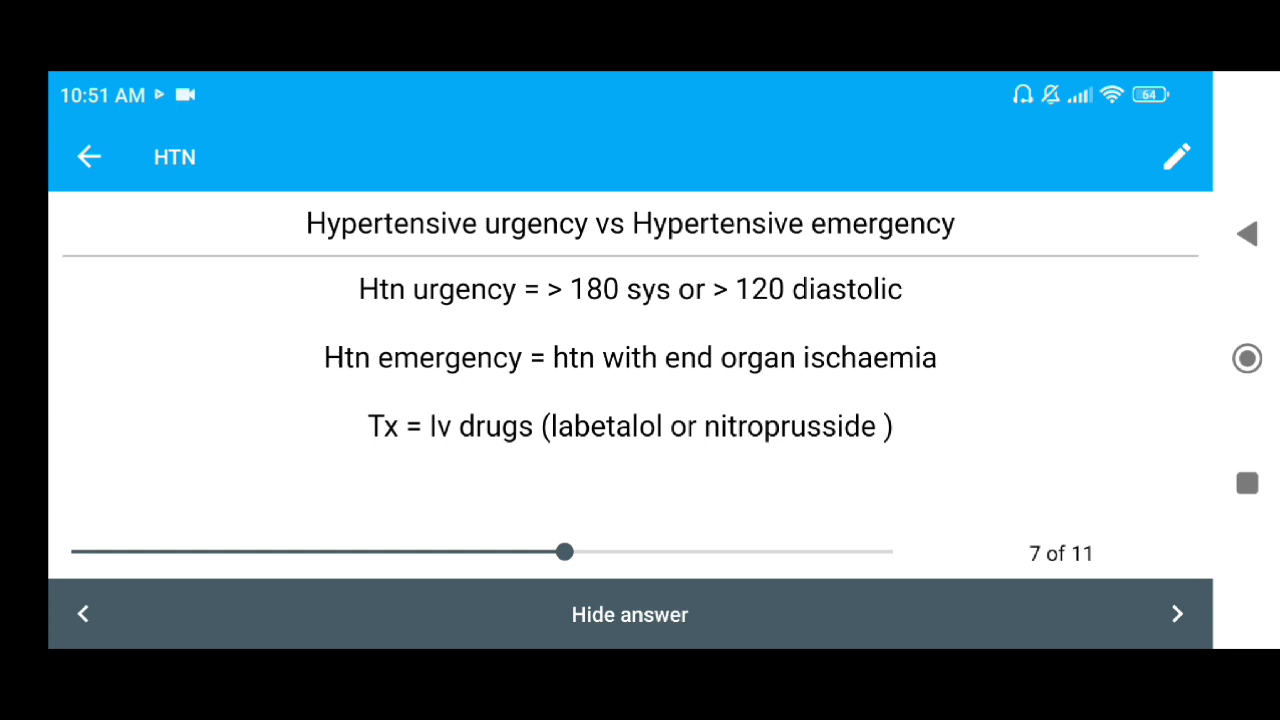 10:51 AM
64
HTN
Hypertensive urgency vs Hypertensive emergency
Htn urgency = > 180 sys or > 120 diastolic
Htn emergency = htn with end organ ischaemia
Tx = Iv drugs (labetalol or nitroprusside )
7 of 11
Hide answer